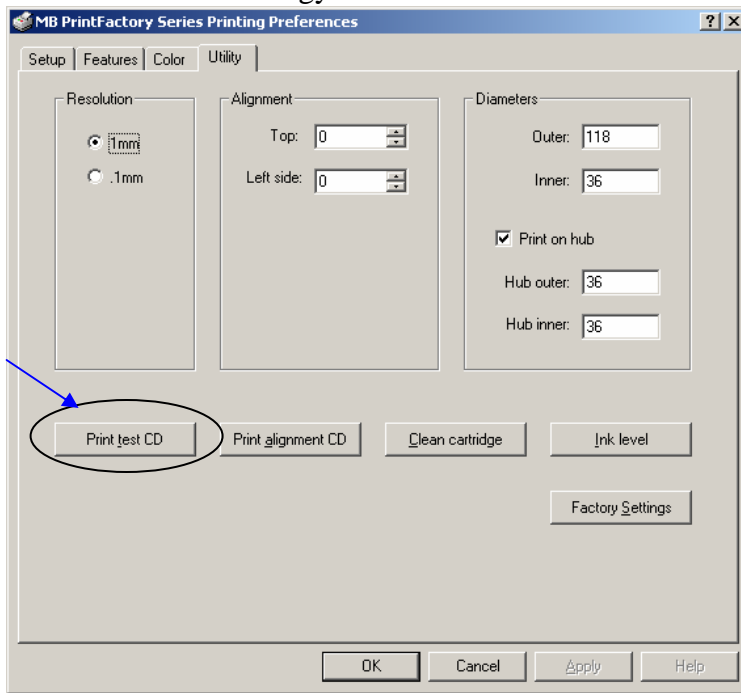 MB PrintFactory Series Printing Preferences
Setup Features Color Utility
Resolution
1mm
.1mm
Alignment
Top: 0
Left side: 0
Diameters
Outer: 118
Inner: 36
Print on hub
Hub outer: 36
Hub inner: 36
Print test CD
Print alignment CD
Clean cartridge
Ink level
Factory Settings
OK
Cancel
Apply
Help